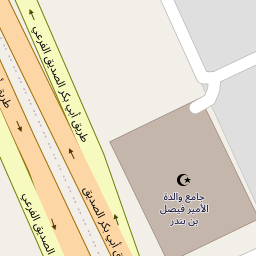 طريق أبي بكر الصديق الفرعي
طريق أبي بكر الصديق
الصديق الفرعي
جامع والدة
الأمير فيصل
بن بندر